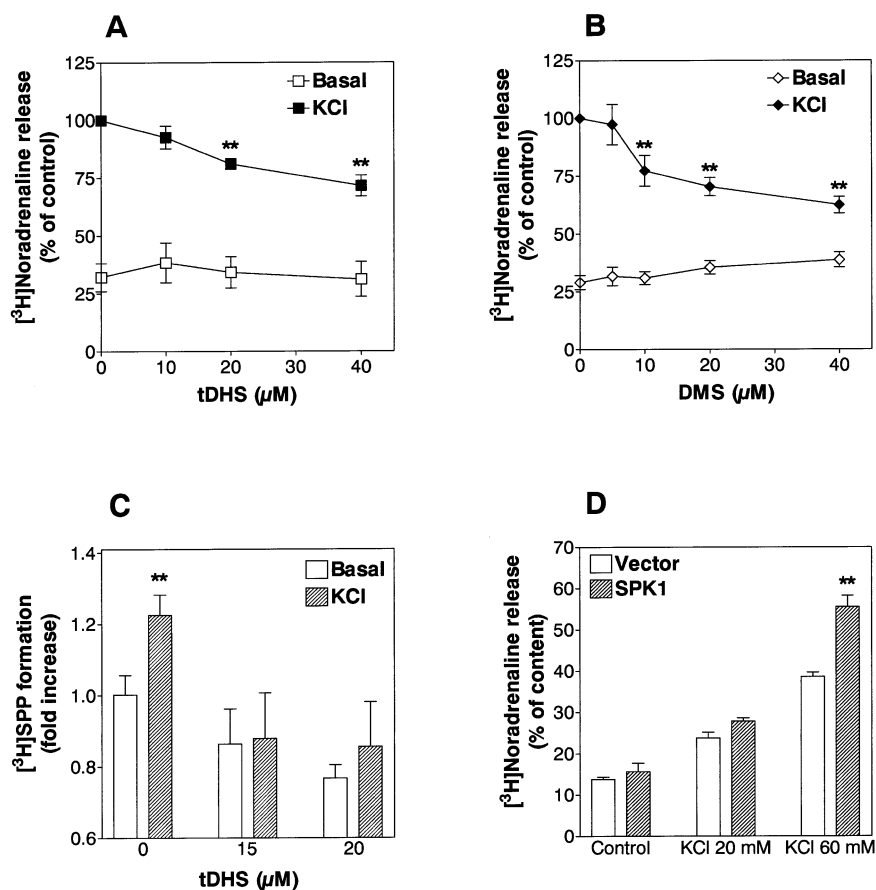 A
[³H]Noradrenaline release
(% of control)
125
100
75
50
25
0
Basal
KCl
**
**
0 10 20 30 40
tDHS (µM)
B
[³H]Noradrenaline release
(% of control)
125
100
75
50
25
0
Basal
KCl
**
**
**
0 10 20 30 40
DMS (µM)
C
[³H]SPP formation
(fold increase)
1.4
1.2
1.0
0.8
0.6
Basal
KCl
**
0 15 20
tDHS (µM)
D
[³H]Noradrenaline release
(% of content)
70
60
50
40
30
20
10
0
Vector
SPK1
**
Control KCl 20 mM KCl 60 mM